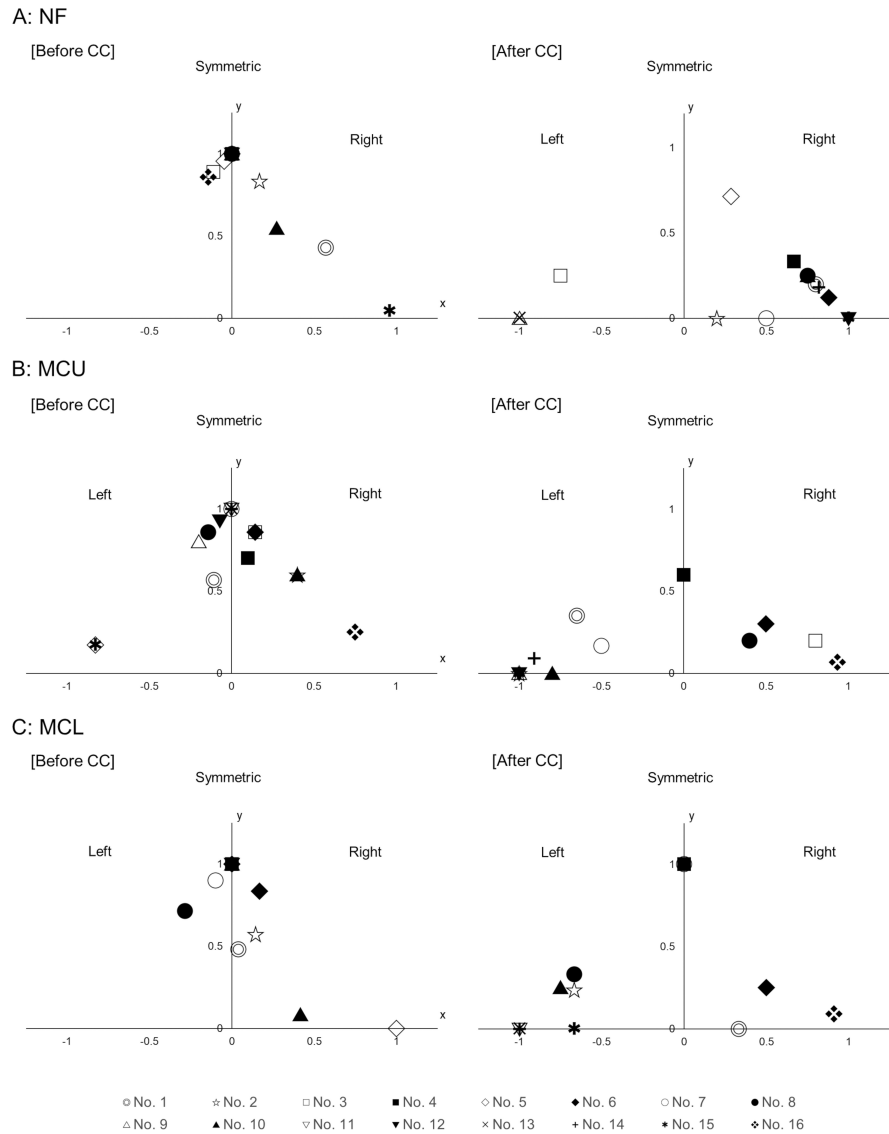 A: NF
[Before CC] [After CC]
Symmetric Symmetric
y y
Right Left Right
1 1
0.5 0.5
x
0 0
-1 -0.5 0 0.5 1 -1 -0.5 0 0.5 1
B: MCU
[Before CC] [After CC]
Symmetric Symmetric
y y
Left Right Left Right
1 1
0.5 0.5
x
0 0
-1 -0.5 0 0.5 1 -1 -0.5 0 0.5 1
C: MCL
[Before CC] [After CC]
Symmetric Symmetric
y y
Left Right Left Right
1 1
0.5 0.5
x
0 0
-1 -0.5 0 0.5 1 -1 -0.5 0 0.5 1
No. 1 No. 2 No. 3 No. 4 No. 5 No. 6 No. 7 No. 8
No. 9 No. 10 No. 11 No. 12 No. 13 No. 14 No. 15 No. 16